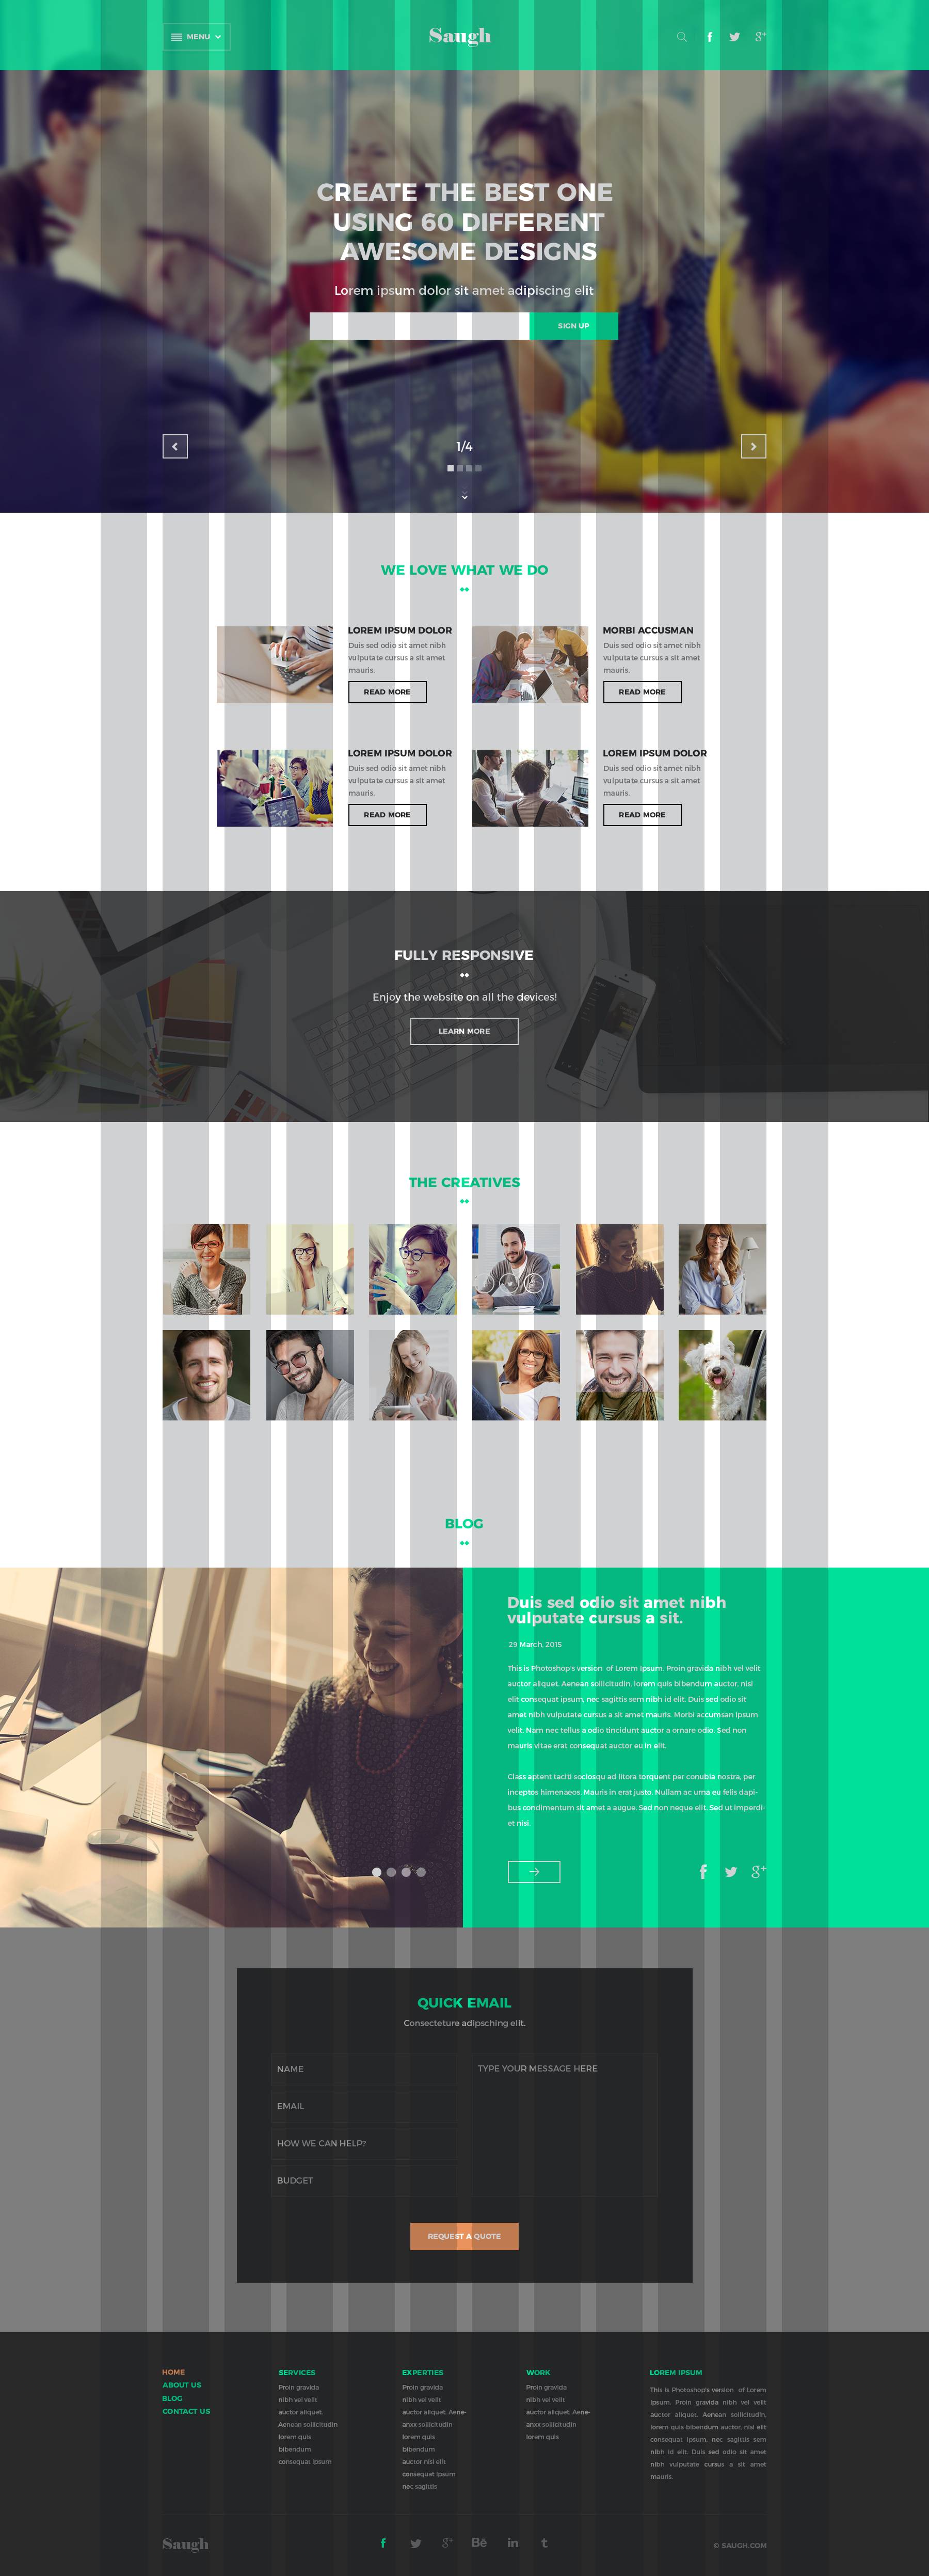 MENU
Saugh
CREATE THE BEST ONE
USING 60 DIFFERENT
AWESOME DESIGNS
Lorem ipsum dolor sit amet adipiscing elit
SIGN UP
1/4
WE LOVE WHAT WE DO
LOREM IPSUM DOLOR
Duis sed odio sit amet nibh
vulputate cursus a sit amet
mauris.
READ MORE
MORBI ACCUSMAN
Duis sed odio sit amet nibh
vulputate cursus a sit amet
mauris.
READ MORE
LOREM IPSUM DOLOR
Duis sed odio sit amet nibh
vulputate cursus a sit amet
mauris.
READ MORE
LOREM IPSUM DOLOR
Duis sed odio sit amet nibh
vulputate cursus a sit amet
mauris.
READ MORE
FULLY RESPONSIVE
Enjoy the website on all the devices!
LEARN MORE
THE CREATIVES
BLOG
Duis sed odio sit amet nibh
vulputate cursus a sit.
29 March, 2015
This is Photoshop's version of Lorem Ipsum. Proin gravida nibh vel velit
auctor aliquet. Aenean sollicitudin, lorem quis bibendum auctor, nisi
elit consequat ipsum, nec sagittis sem nibh id elit. Duis sed odio sit
amet nibh vulputate cursus a sit amet mauris. Morbi accumsan ipsum
velit. Nam nec tellus a odio tincidunt auctor a ornare odio. Sed non
mauris vitae erat consequat auctor eu in elit.
Class aptent taciti sociosqu ad litora torquent per conubia nostra, per
inceptos himenaeos. Mauris in erat justo. Nullam ac urna eu felis dapi-
bus condimentum sit amet a augue. Sed non neque elit. Sed ut imperdi-
et nisl.
QUICK EMAIL
Consecteture adipsching elit.
NAME
TYPE YOUR MESSAGE HERE
EMAIL
HOW WE CAN HELP?
BUDGET
REQUEST A QUOTE
HOME
ABOUT US
BLOG
CONTACT US
SERVICES
Proin gravida
nibh vel velit
auctor aliquet.
Aenean sollicitudin
lorem quis
bibendum
consequat ipsum
EXPERTIES
Proin gravida
nibh vel velit
auctor aliquet. Aene-
anxx sollicitudin
lorem quis
bibendum
auctor nisi elit
consequat ipsum
nec sagittis
WORK
Proin gravida
nibh vel velit
auctor aliquet. Aene-
anxx sollicitudin
lorem quis
LOREM IPSUM
This is Photoshop's version of Lorem
Ipsum. Proin gravida nibh vel velit
auctor aliquet. Aenean sollicitudin,
lorem quis bibendum auctor, nisi elit
consequat ipsum, nec sagittis sem
nibh id elit. Duis sed odio sit amet
nibh vulputate cursus a sit amet
mauris.
Saugh
© SAUGH.COM